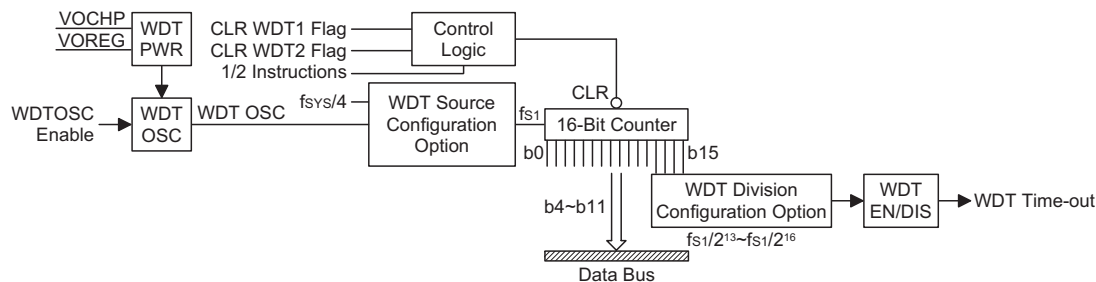 VOCHP
VOREG
WDT
PWR
CLR WDT1 Flag
CLR WDT2 Flag
1/2 Instructions
Control
Logic
WDTOSC
Enable
WDT
OSC
WDT OSC
fSYS/4
WDT Source
Configuration
Option
fS1
CLR
16-Bit Counter
b0
b15
b4~b11
Data Bus
WDT Division
Configuration Option
fS1/2¹³~fS1/2¹⁶
WDT
EN/DIS
WDT Time-out